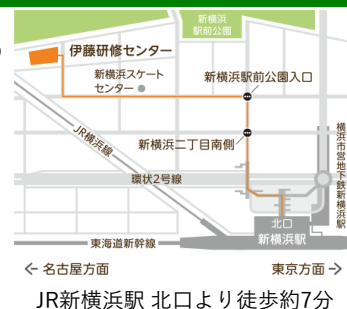 新横浜
駅前公園
伊藤研修センター
新横浜スケート
センター
新横浜駅前公園入口
JR横浜線
新横浜二丁目南側
横浜市営地下鉄新横浜駅
環状2号線
北口
新横浜駅
東海道新幹線
← 名古屋方面
東京方面 →
JR新横浜駅 北口より徒歩約7分